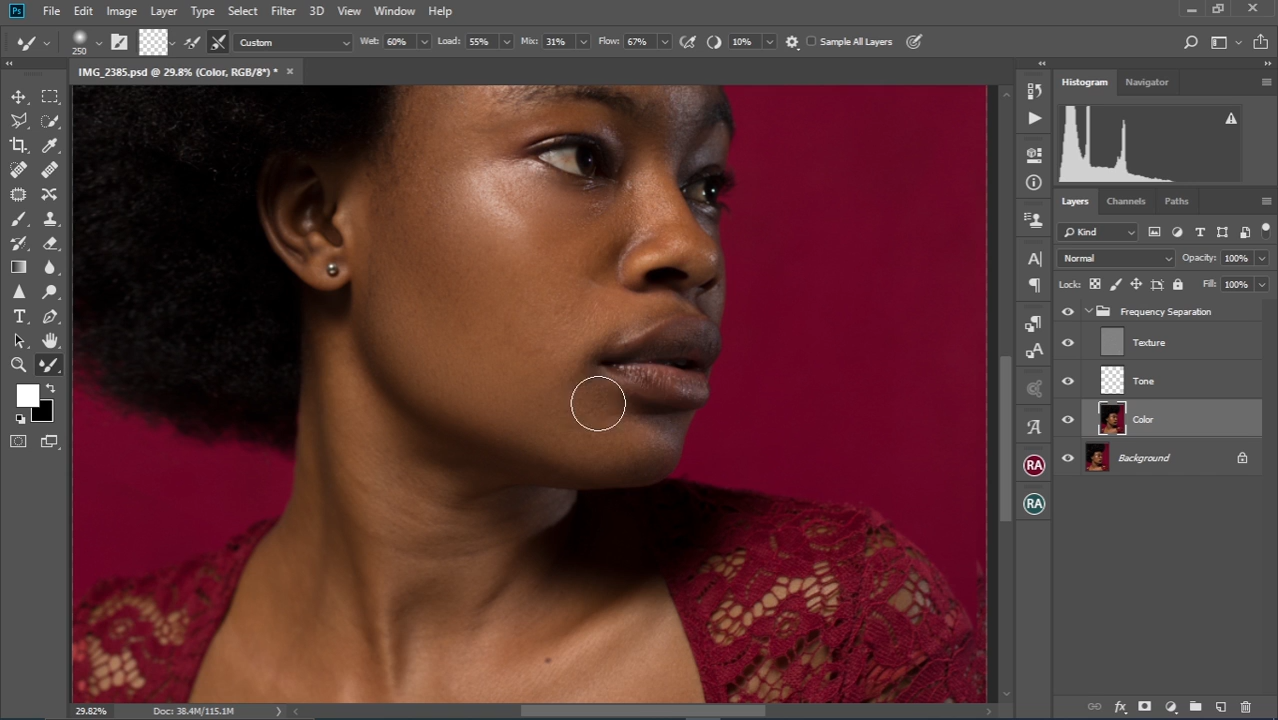 Ps File Edit Image Layer Type Select Filter 3D View Window Help
250 Custom Wet: 60% Load: 55% Mix: 31% Flow: 67% 10% Sample All Layers
IMG_2385.psd @ 29.8% (Color, RGB/8*) *
Histogram Navigator
Layers Channels Paths
Kind
Normal Opacity: 100%
Lock: Fill: 100%
Frequency Separation
Texture
Tone
Color
Background
RA
RA
29.82% Doc: 38.4M/115.1M